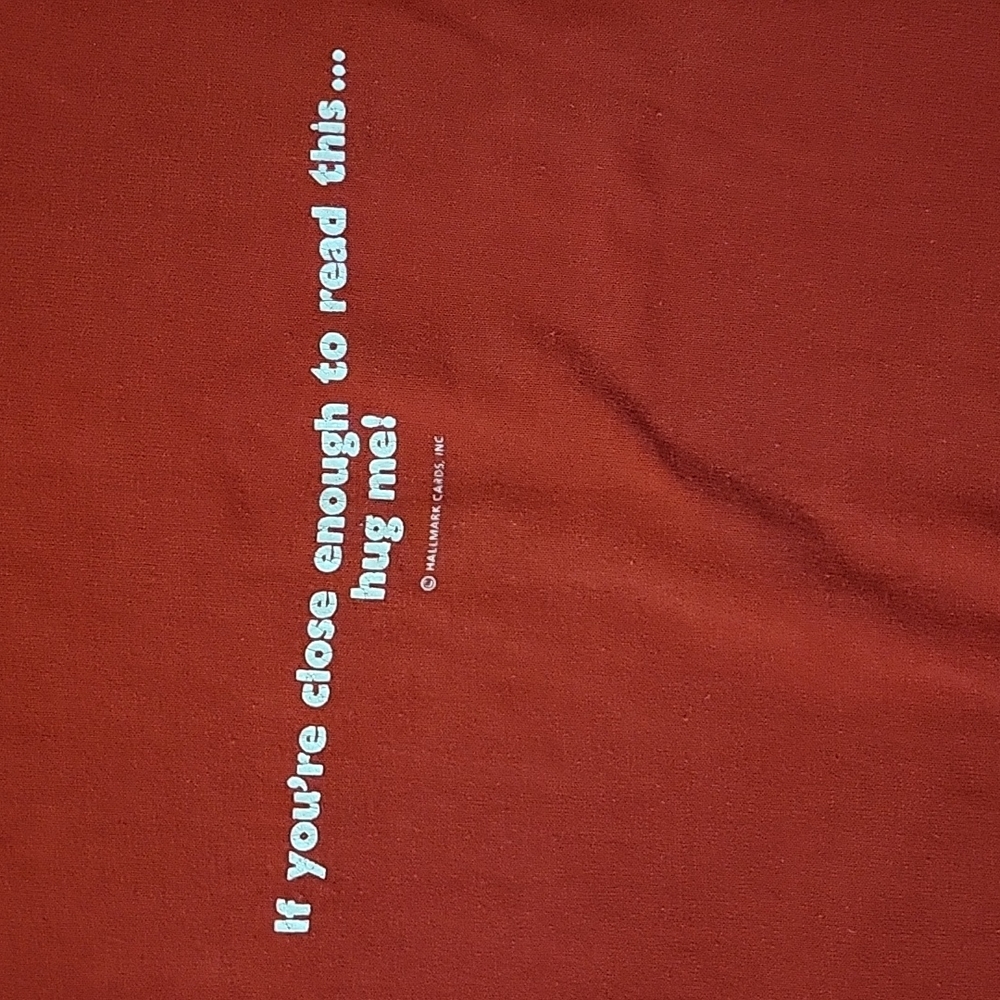 If you're close enough to read this...
hug me!
© HALLMARK CARDS, INC